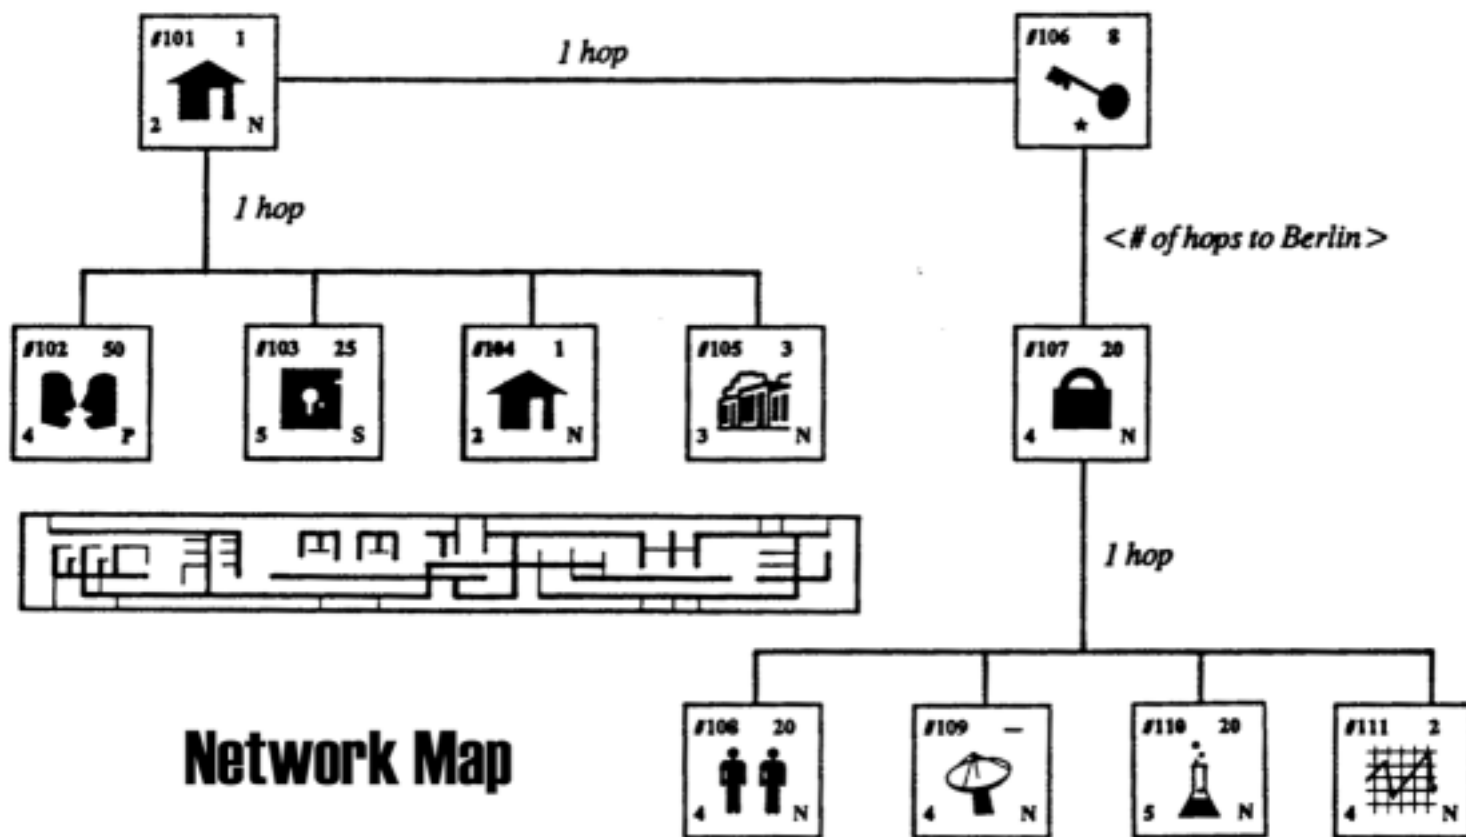 #101 1
2 N
1 hop
#106 8
*
1 hop
<# of hops to Berlin>
#102 50
4 P
#103 25
5 S
#104 1
2 N
#105 3
3 N
#107 20
4 N
1 hop
#108 20
4 N
#109 —
4 N
#110 20
5 N
#111 2
4 N
Network Map